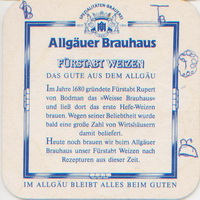 SPEZIALITÄTEN-BRAUEREI
Allgäuer Brauhaus
FÜRSTABT WEIZEN
DAS GUTE AUS DEM ALLGÄU
Im Jahre 1680 gründete Fürstabt Rupert
von Bodman das »Weisse Brauhaus«
und ließ dort das erste Hefe-Weizen
brauen. Wegen seiner Beliebtheit wurde
bald eine große Zahl von Wirtshäusern
damit beliefert.
Heute noch brauen wir beim Allgäuer
Brauhaus unser Fürstabt Weizen nach
Rezepturen aus dieser Zeit.
IM ALLGÄU BLEIBT ALLES BEIM GUTEN